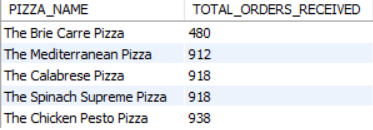 PIZZA_NAME TOTAL_ORDERS_RECEIVED
The Brie Carre Pizza 480
The Mediterranean Pizza 912
The Calabrese Pizza 918
The Spinach Supreme Pizza 918
The Chicken Pesto Pizza 938